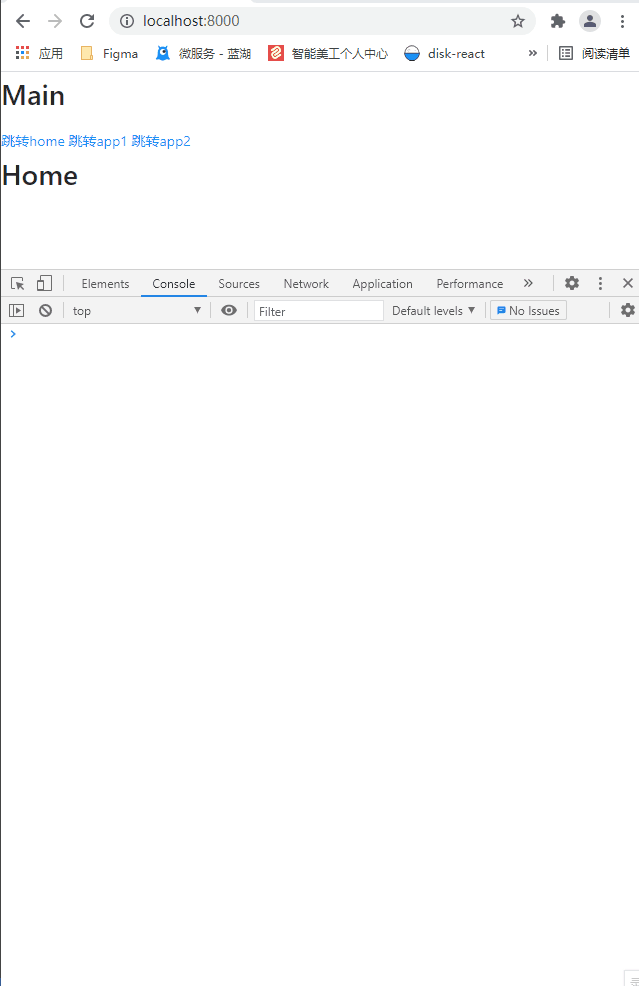 localhost:8000
应用 Figma 微服务 - 蓝湖 智能美工个人中心 disk-react » 阅读清单
Main
跳转home 跳转app1 跳转app2
Home
Elements Console Sources Network Application Performance »
top Filter Default levels ▼ No Issues